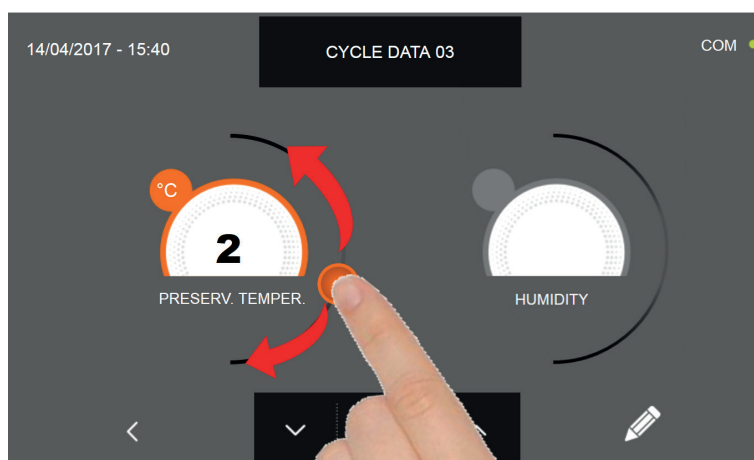 14/04/2017 - 15:40
CYCLE DATA 03
COM
°C
2
PRESERV. TEMPER.
HUMIDITY